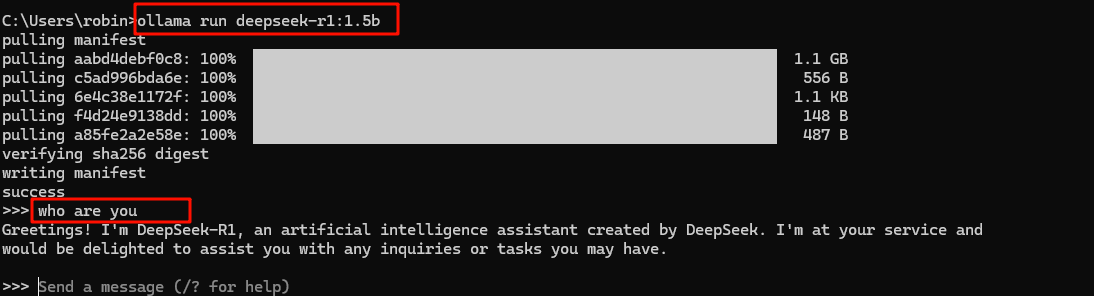 C:\Users\robin>ollama run deepseek-r1:1.5b
pulling manifest
pulling aabd4debf0c8: 100% 1.1 GB
pulling c5ad996bda6e: 100% 556 B
pulling 6e4c38e1172f: 100% 1.1 KB
pulling f4d24e9138dd: 100% 148 B
pulling a85fe2a2e58e: 100% 487 B
verifying sha256 digest
writing manifest
success
>>> who are you
Greetings! I'm DeepSeek-R1, an artificial intelligence assistant created by DeepSeek. I'm at your service and
would be delighted to assist you with any inquiries or tasks you may have.
>>> Send a message (/? for help)